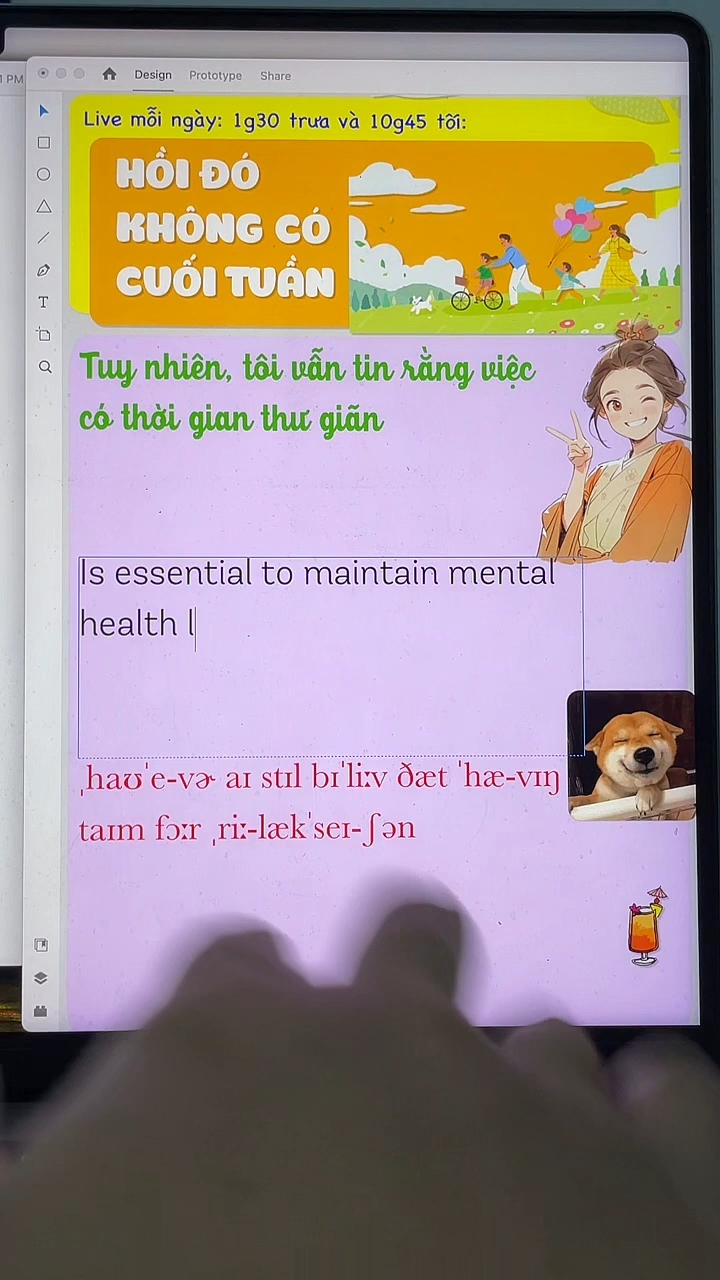 1 PM
Design Prototype Share
Live mỗi ngày: 1g30 trưa và 10g45 tối:
HỒI ĐÓ
KHÔNG CÓ
CUỐI TUẦN
Tuy nhiên, tôi vẫn tin rằng việc
có thời gian thư giãn
Is essential to maintain mental
health l
ˌhaʊˈe-vɚ aɪ stɪl bɪˈliːv ðæt ˈhæ-vɪŋ
taɪm fɔːr ˌriː-lækˈseɪ-ʃən